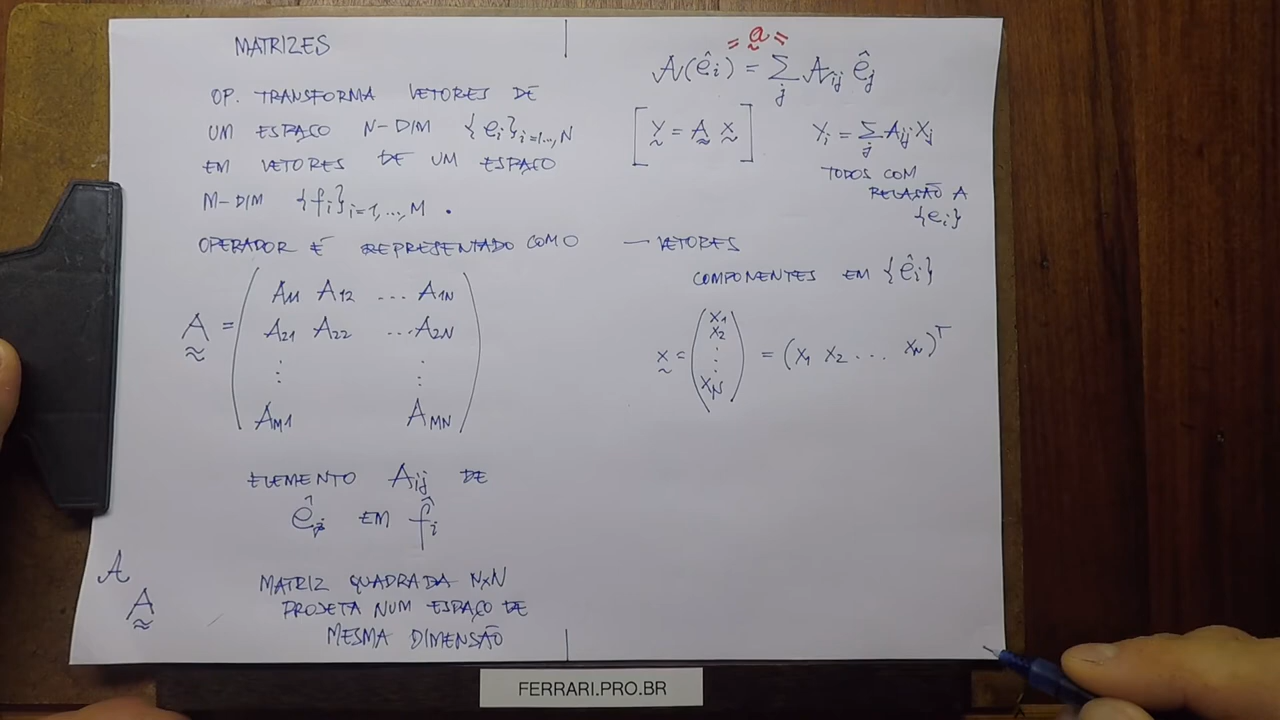 MATRIZES
OP. TRANSFORMA VETORES DE
UM ESPAÇO N-DIM {ei}i=1...,N
EM VETORES DE UM ESPAÇO
M-DIM {fi}i=1,...,M .
OPERADOR É REPRESENTADO COMO
A = ( A11 A12 ... A1N
A21 A22 ... A2N
⋮ ⋮
AM1 AMN )
ELEMENTO Aij DE
êj EM f̂i
MATRIZ QUADRADA N×N
PROJETA NUM ESPAÇO DE
MESMA DIMENSÃO
A
A
= a =
A(êi) = Σj Aij êj
[ y = A x ] yi = Σj Aij xj
TODOS COM
RELAÇÃO A
{ei}
— VETORES
COMPONENTES EM {êi}
x = ( x1 x2 ⋮ xN ) = (x1 x2 ... xN)ᵀ
FERRARI.PRO.BR